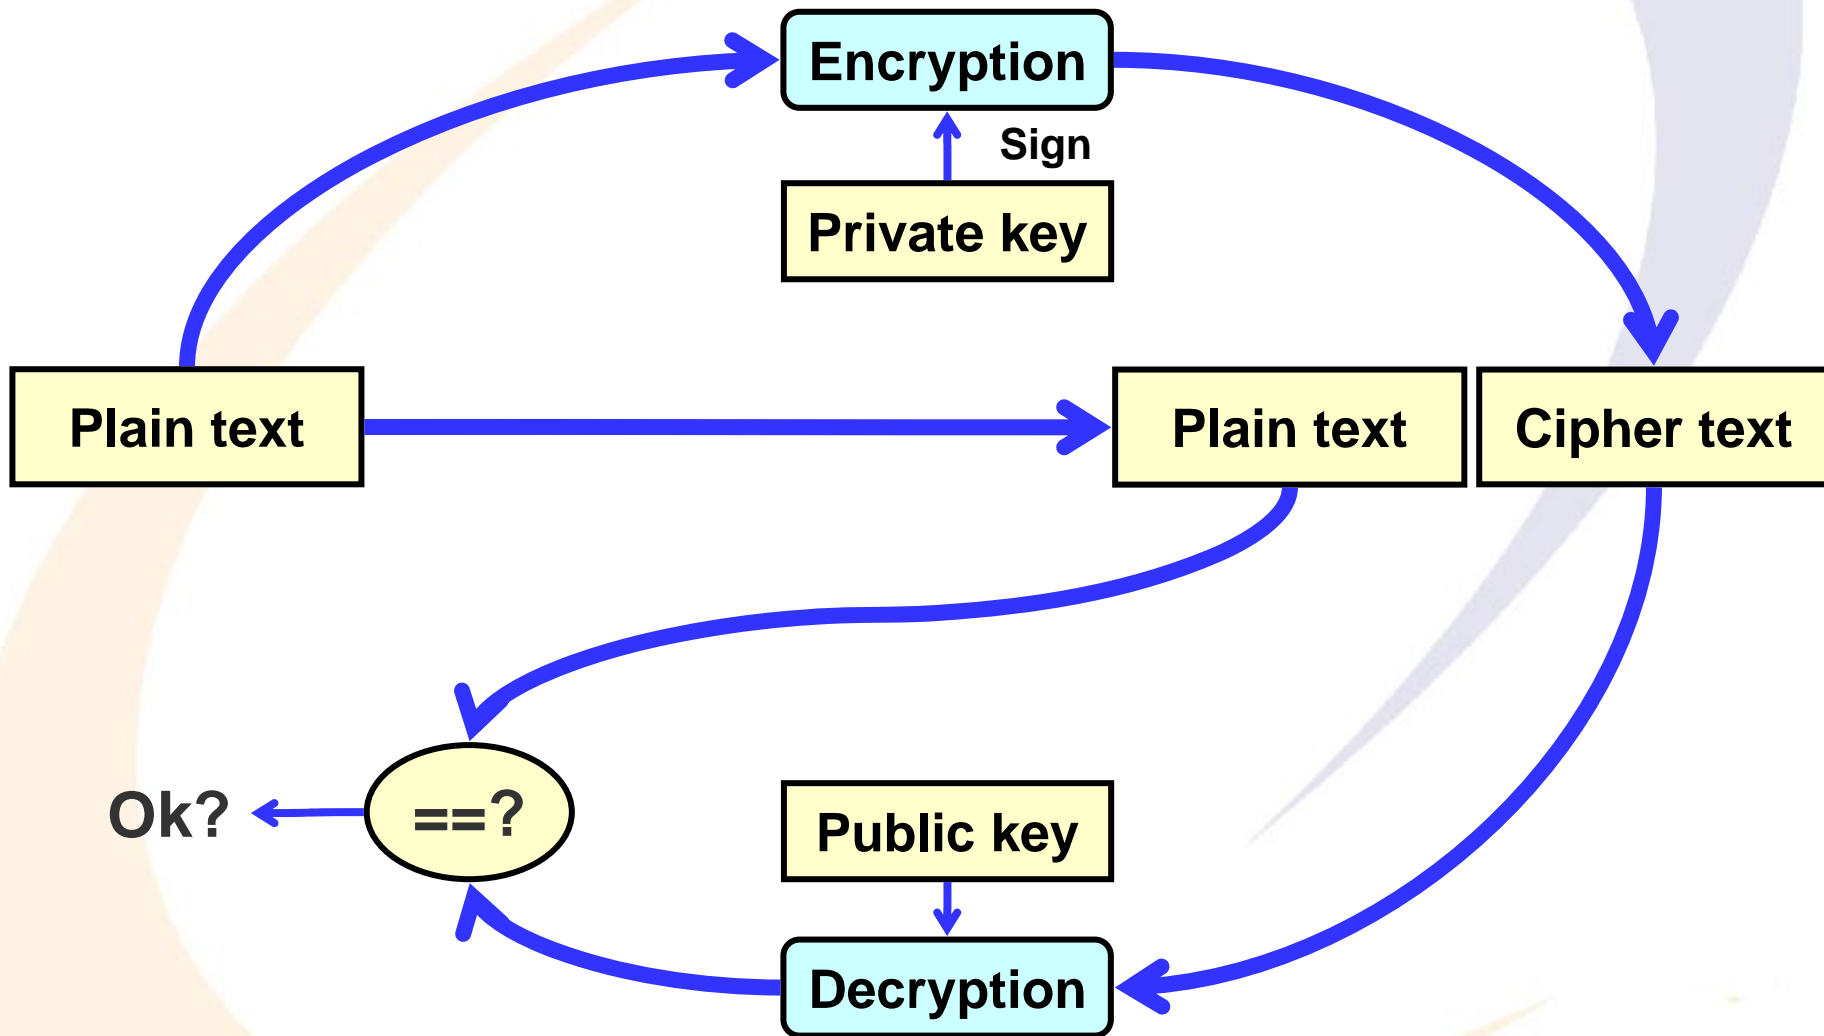 Encryption
Sign
Private key
Plain text
Plain text
Cipher text
Ok?
==?
Public key
Decryption